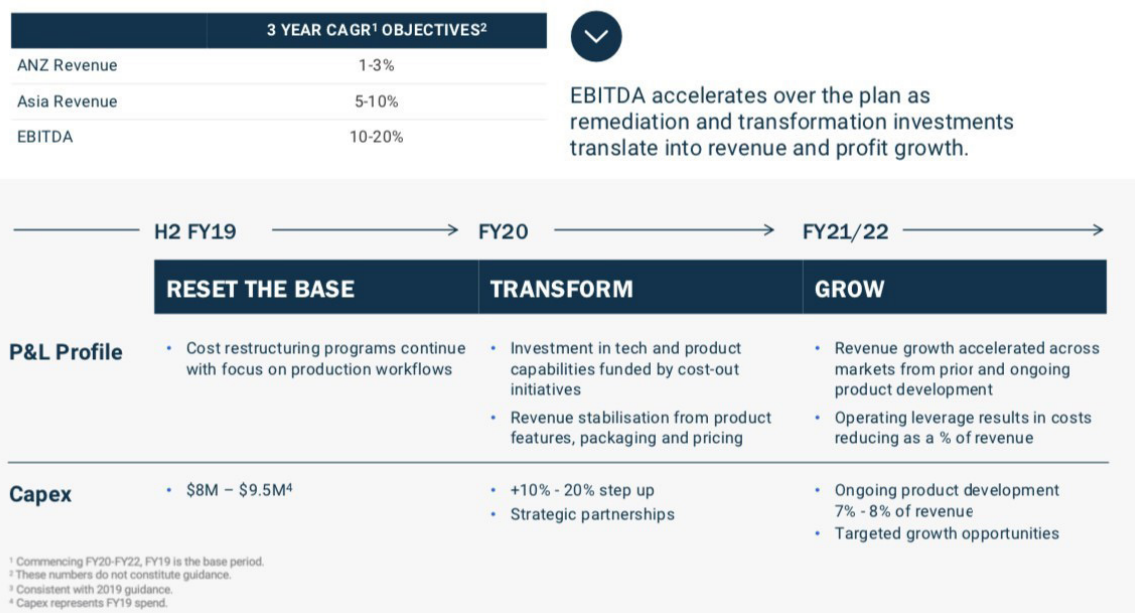 3 YEAR CAGR¹ OBJECTIVES²
ANZ Revenue 1-3%
Asia Revenue 5-10%
EBITDA 10-20%
EBITDA accelerates over the plan as
remediation and transformation investments
translate into revenue and profit growth.
H2 FY19 FY20 FY21/22
RESET THE BASE TRANSFORM GROW
P&L Profile
• Cost restructuring programs continue
with focus on production workflows
• Investment in tech and product
capabilities funded by cost-out
initiatives
• Revenue stabilisation from product
features, packaging and pricing
• Revenue growth accelerated across
markets from prior and ongoing
product development
• Operating leverage results in costs
reducing as a % of revenue
Capex
• $8M – $9.5M⁴
• +10% - 20% step up
• Strategic partnerships
• Ongoing product development
7% - 8% of revenue
• Targeted growth opportunities
¹ Commencing FY20-FY22, FY19 is the base period.
² These numbers do not constitute guidance.
³ Consistent with 2019 guidance.
⁴ Capex represents FY19 spend.